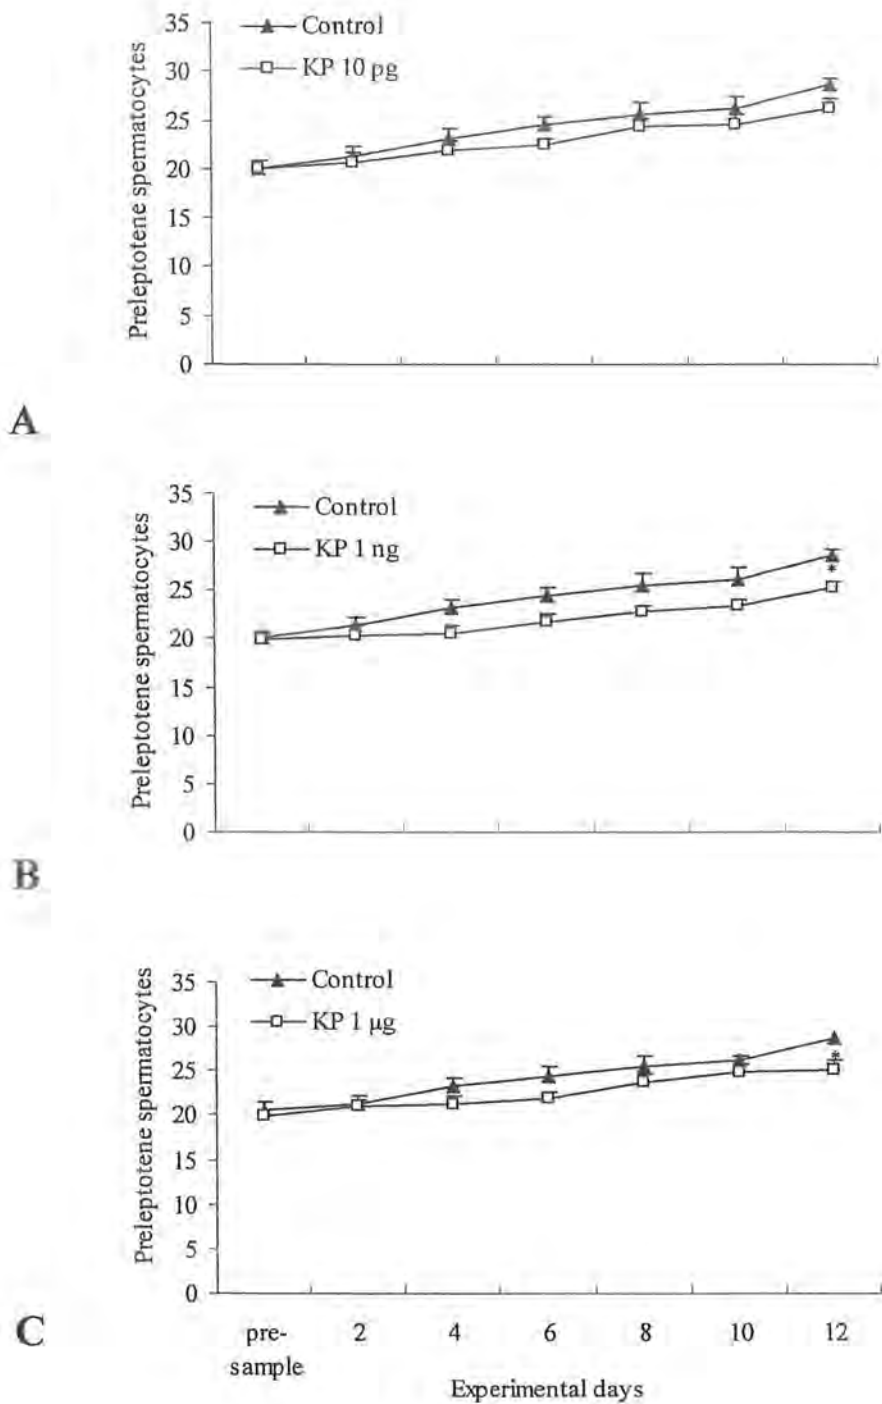 Preleptotene spermatocytes
35
30
25
20
15
10
5
0
Control
KP 10 pg
A
Preleptotene spermatocytes
35
30
25
20
15
10
5
0
Control
KP 1 ng
*
B
Preleptotene spermatocytes
35
30
25
20
15
10
5
0
Control
KP 1 µg
*
C
pre-
sample
2
4
6
8
10
12
Experimental days